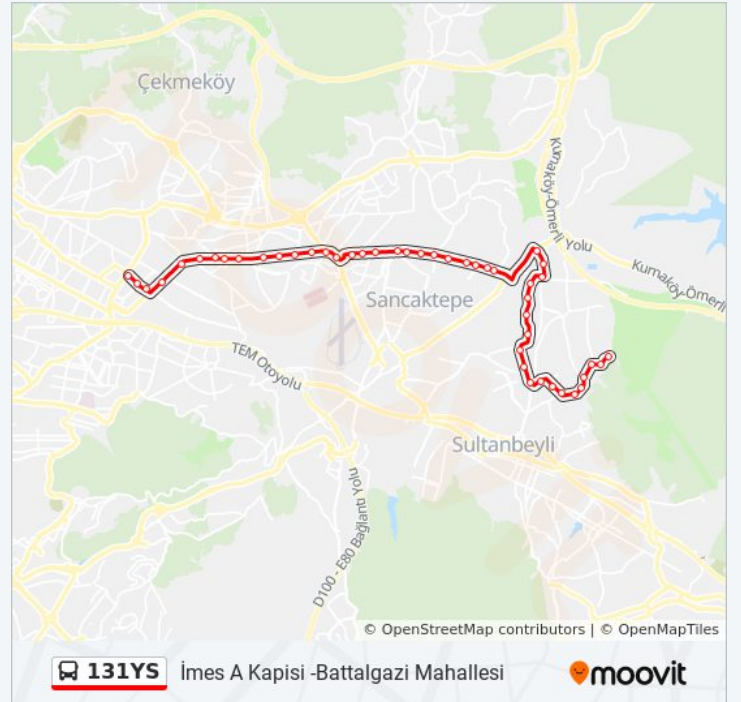 Çekmeköy
Kumaköy-Ömerli Yolu
Kumaköy-Ömerli
Sancaktepe
TEM Otoyolu
Sultanbeyli
D100 - E80 Bağlantı Yolu
© OpenStreetMap contributors | © OpenMapTiles
131YS İmes A Kapisi -Battalgazi Mahallesi moovit